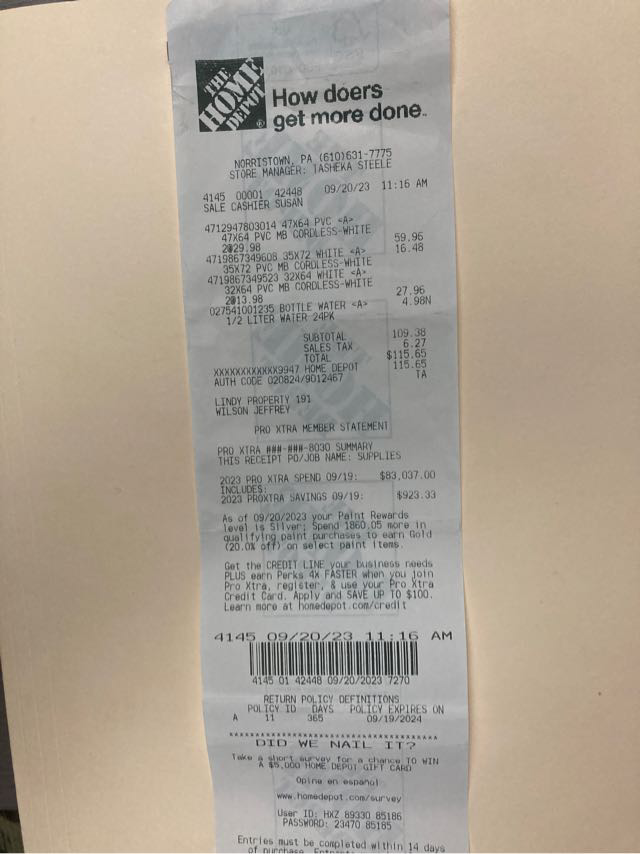 THE
HOME
DEPOT
How doers
get more done.
NORRISTOWN, PA (610)631-7775
STORE MANAGER: TASHEKA STEELE
4145 00001 42448 09/20/23 11:16 AM
SALE CASHIER SUSAN
4712947803014 47X64 PVC <A>
47X64 PVC MB CORDLESS-WHITE
2@29.98 59.96
4719867349608 35X72 WHITE <A> 16.48
35X72 PVC MB CORDLESS-WHITE
4719867349523 32X64 WHITE <A>
32X64 PVC MB CORDLESS-WHITE
2@13.98 27.96
027541001235 BOTTLE WATER <A> 4.98N
1/2 LITER WATER 24PK
SUBTOTAL 109.38
SALES TAX 6.27
TOTAL $115.65
XXXXXXXXXXXX9947 HOME DEPOT 115.65
AUTH CODE 020824/9012467 TA
LINDY PROPERTY 191
WILSON JEFFREY
PRO XTRA MEMBER STATEMENT
PRO XTRA ###-###-8030 SUMMARY
THIS RECEIPT PO/JOB NAME: SUPPLIES
2023 PRO XTRA SPEND 09/19: $83,037.00
INCLUDES:
2023 PROXTRA SAVINGS 09/19: $923.33
As of 09/20/2023 your Paint Rewards
level is Silver; Spend 1860.05 more in
qualifying paint purchases to earn Gold
(20.0% off) on select paint items.
Get the CREDIT LINE your business needs
PLUS earn Perks 4X FASTER when you join
Pro Xtra, register, & use your Pro Xtra
Credit Card. Apply and SAVE UP TO $100.
Learn more at homedepot.com/credit
4145 09/20/23 11:16 AM
4145 01 42448 09/20/2023 7270
RETURN POLICY DEFINITIONS
POLICY ID DAYS POLICY EXPIRES ON
A 11 365 09/19/2024
DID WE NAIL IT?
Take a short survey for a chance TO WIN
A $5,000 HOME DEPOT GIFT CARD
Opine en español
www.homedepot.com/survey
User ID: HXZ 89330 85186
PASSWORD: 23470 85165
Entries must be completed within 14 days
of purchase.